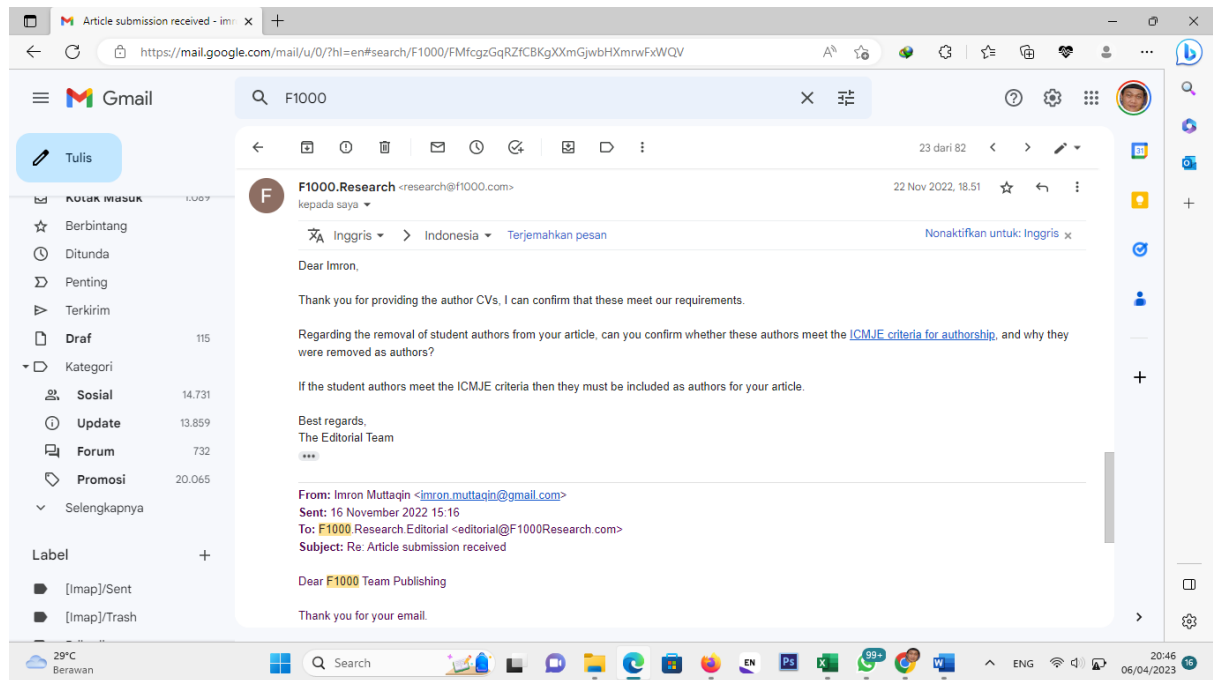 Article submission received - imr
https://mail.google.com/mail/u/0/?hl=en#search/F1000/FMfcgzGqRZfCBKgXXmGjwbHXmrwFxWQV
Gmail
F1000
Tulis
23 dari 82
Kotak Masuk 1.089
Berbintang
Ditunda
Penting
Terkirim
Draf 115
Kategori
Sosial 14.731
Update 13.859
Forum 732
Promosi 20.065
Selengkapnya
Label
[Imap]/Sent
[Imap]/Trash
F
F1000.Research <research@f1000.com>
22 Nov 2022, 18.51
kepada saya
Inggris > Indonesia Terjemahkan pesan
Nonaktifkan untuk: Inggris x
Dear Imron,
Thank you for providing the author CVs, I can confirm that these meet our requirements.
Regarding the removal of student authors from your article, can you confirm whether these authors meet the ICMJE criteria for authorship, and why they
were removed as authors?
If the student authors meet the ICMJE criteria then they must be included as authors for your article.
Best regards,
The Editorial Team
From: Imron Muttaqin <imron.muttaqin@gmail.com>
Sent: 16 November 2022 15:16
To: F1000.Research.Editorial <editorial@F1000Research.com>
Subject: Re: Article submission received
Dear F1000 Team Publishing
Thank you for your email.
31
29°C
Berawan
Search
EN
Ps
99+
ENG
20:46
06/04/2023
16